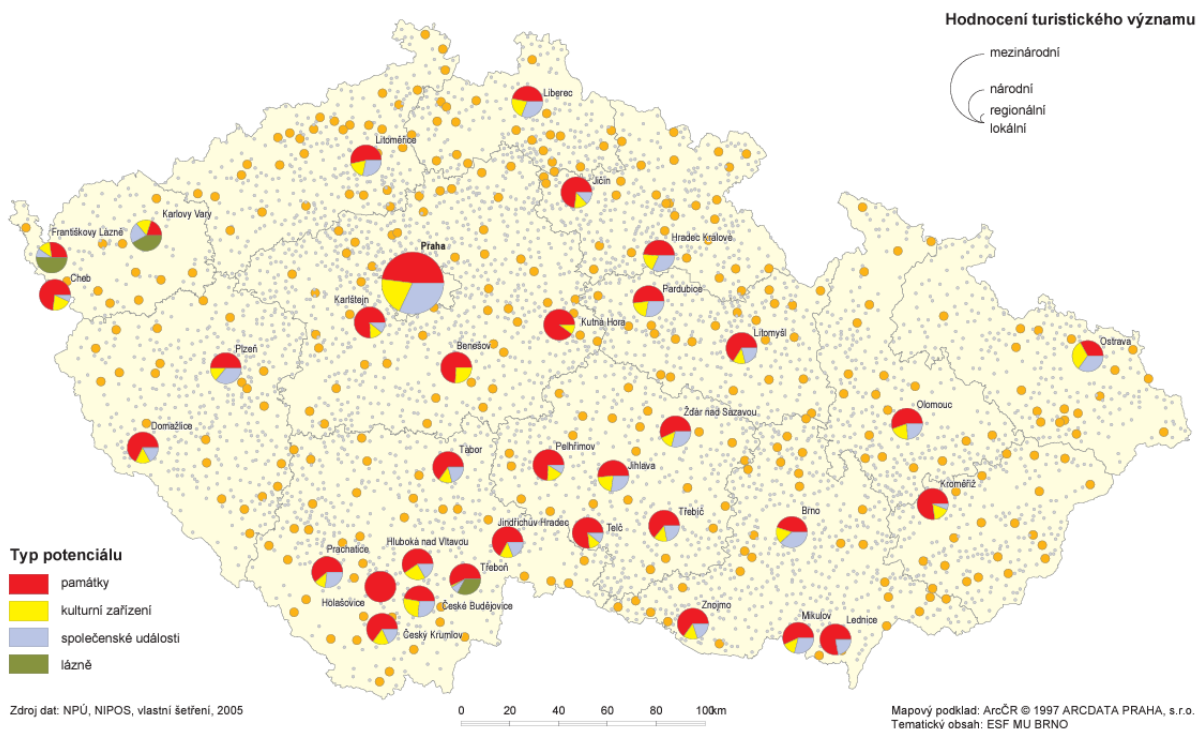 Hodnocení turistického významu
mezinárodní
národní
regionální
lokální
Liberec
Litoměřice
Jičín
Karlovy Vary
Františkovy Lázně
Praha
Hradec Kralove
Cheb
Karlštejn
Pardubice
Kutna Hora
Litomyšl
Plzeň
Benešov
Ostrava
Olomouc
Domažlice
Žďár nad Sázavou
Tábor
Pelhřimov
Jihlava
Kroměříž
Jindřichův Hradec
Telč
Třebíč
Brno
Typ potenciálu
Prachatice
Hluboká nad Vltavou
Třeboň
památky
kulturní zařízení
společenské události
lázně
Holašovice
České Budějovice
Český Krumlov
Znojmo
Mikulov
Lednice
Zdroj dat: NPÚ, NIPOS, vlastní šetření, 2005
0 20 40 60 80 100km
Mapový podklad: ArcČR © 1997 ARCDATA PRAHA, s.r.o.
Tematický obsah: ESF MU BRNO